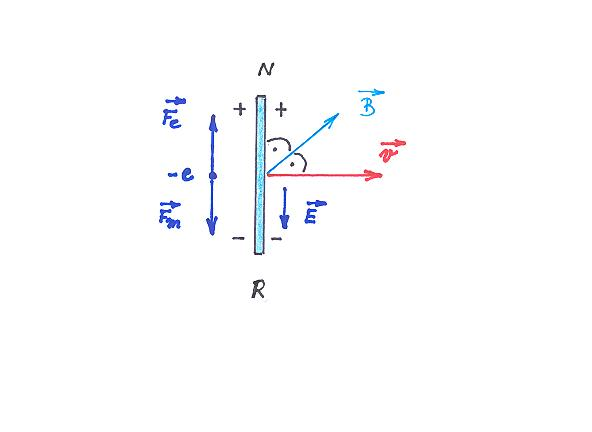 N
Fe + + B
-e v
Fm - - E
R